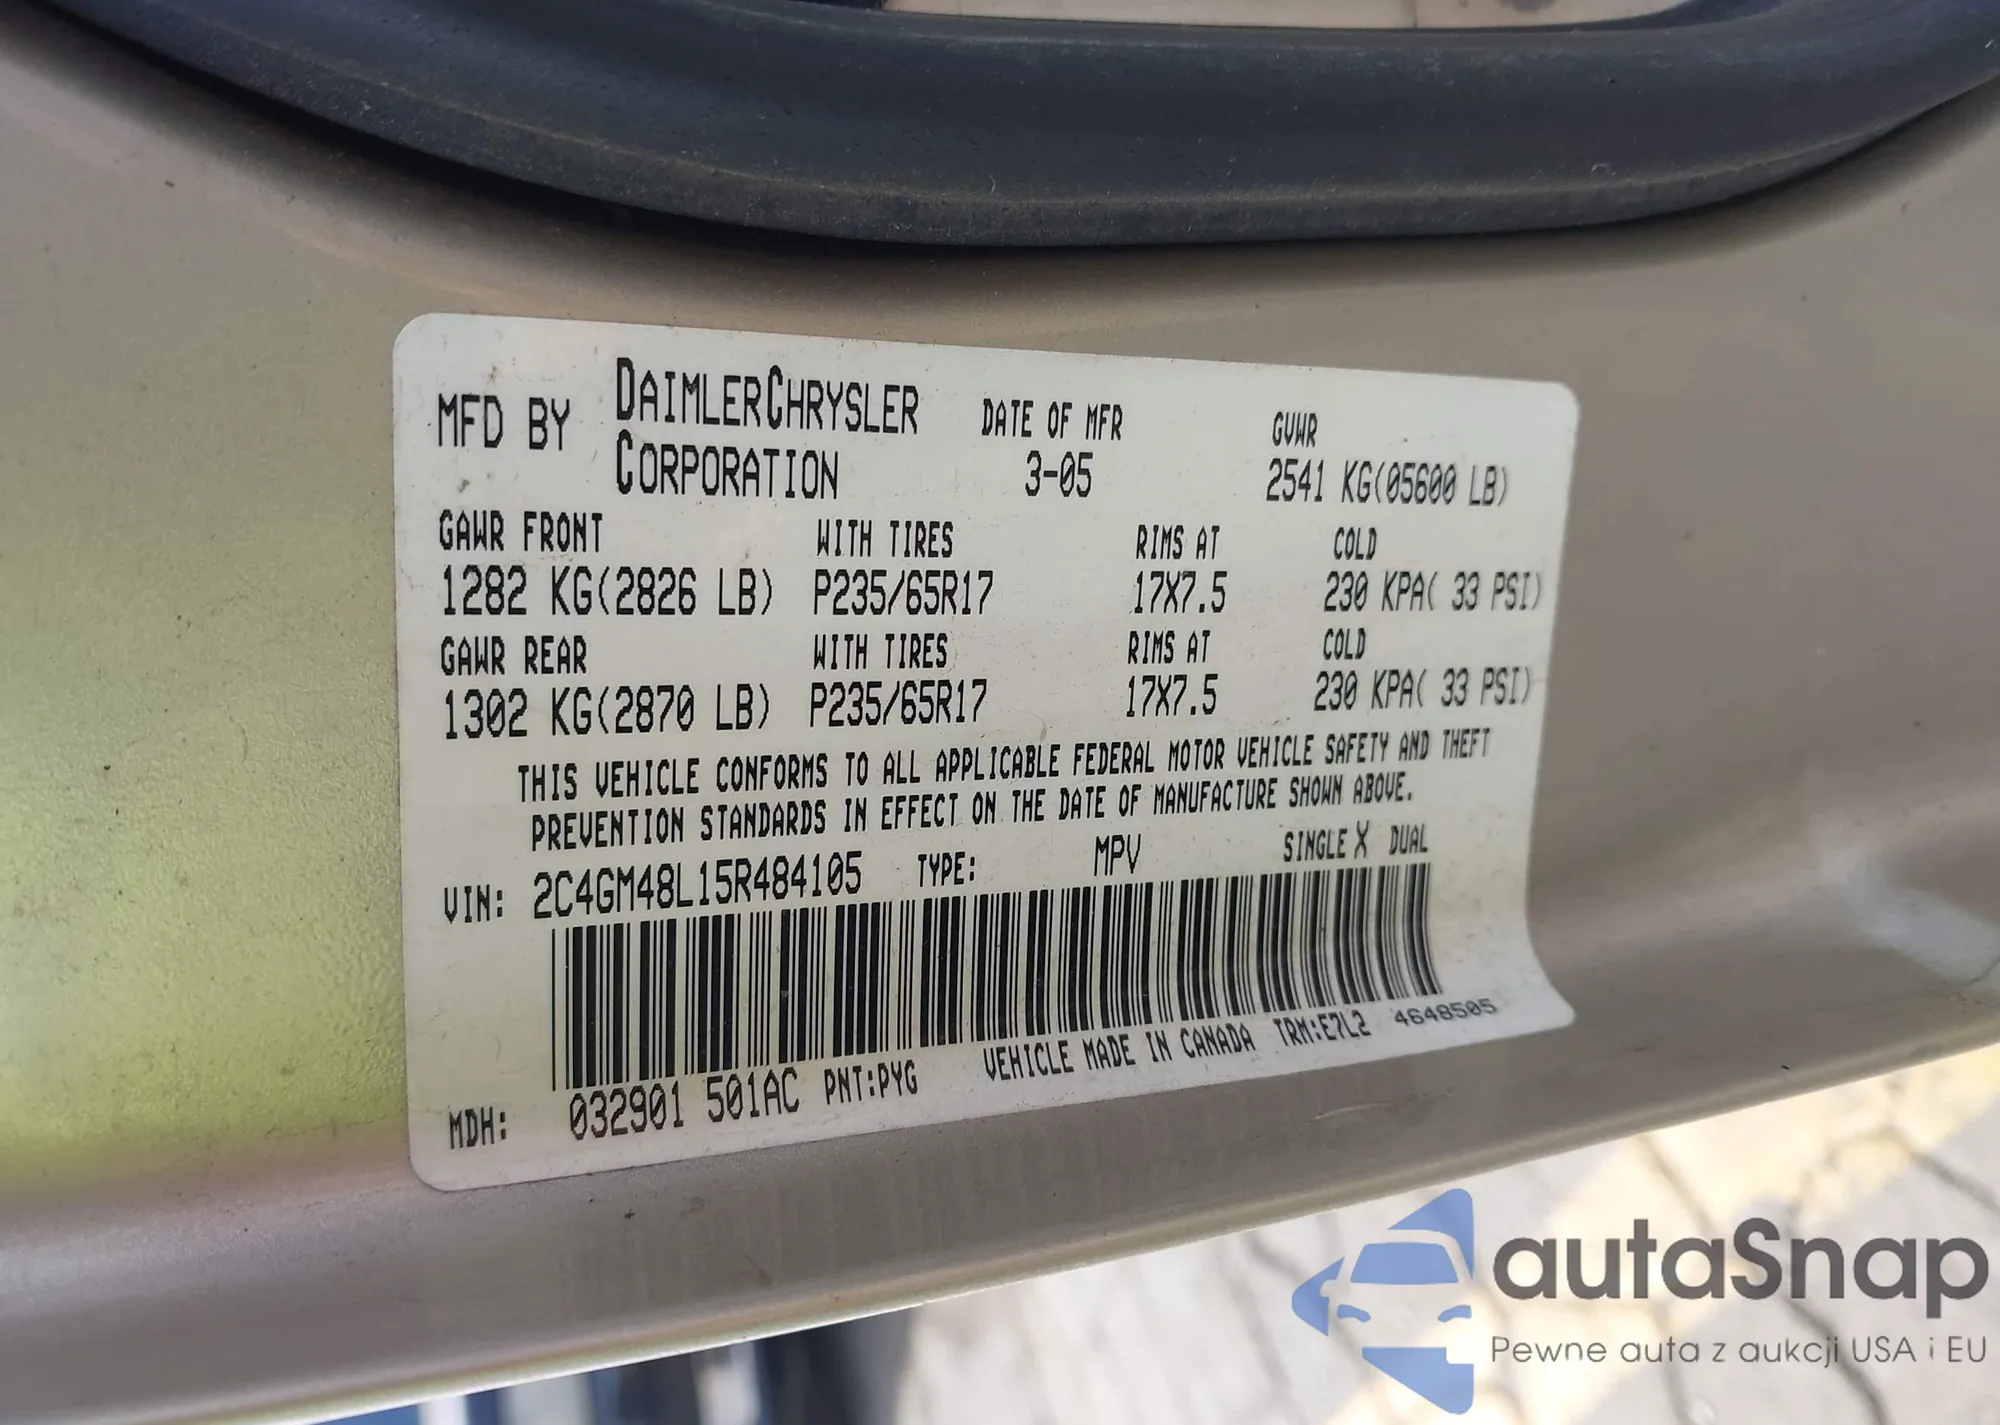 MFD BY DAIMLERCHRYSLER CORPORATION DATE OF MFR 3-05 GVWR 2541 KG(05600 LB)
GAWR FRONT WITH TIRES RIMS AT COLD
1282 KG(2826 LB) P235/65R17 17X7.5 230 KPA( 33 PSI)
GAWR REAR WITH TIRES RIMS AT COLD
1302 KG(2870 LB) P235/65R17 17X7.5 230 KPA( 33 PSI)
THIS VEHICLE CONFORMS TO ALL APPLICABLE FEDERAL MOTOR VEHICLE SAFETY AND THEFT
PREVENTION STANDARDS IN EFFECT ON THE DATE OF MANUFACTURE SHOWN ABOVE.
VIN: 2C4GM48L15R484105 TYPE: MPV SINGLE X DUAL
MDH: 032901 501AC PNT:PYG VEHICLE MADE IN CANADA TRM:E7L2 4648505
autaSnap
Pewne auta z aukcji USA i EU